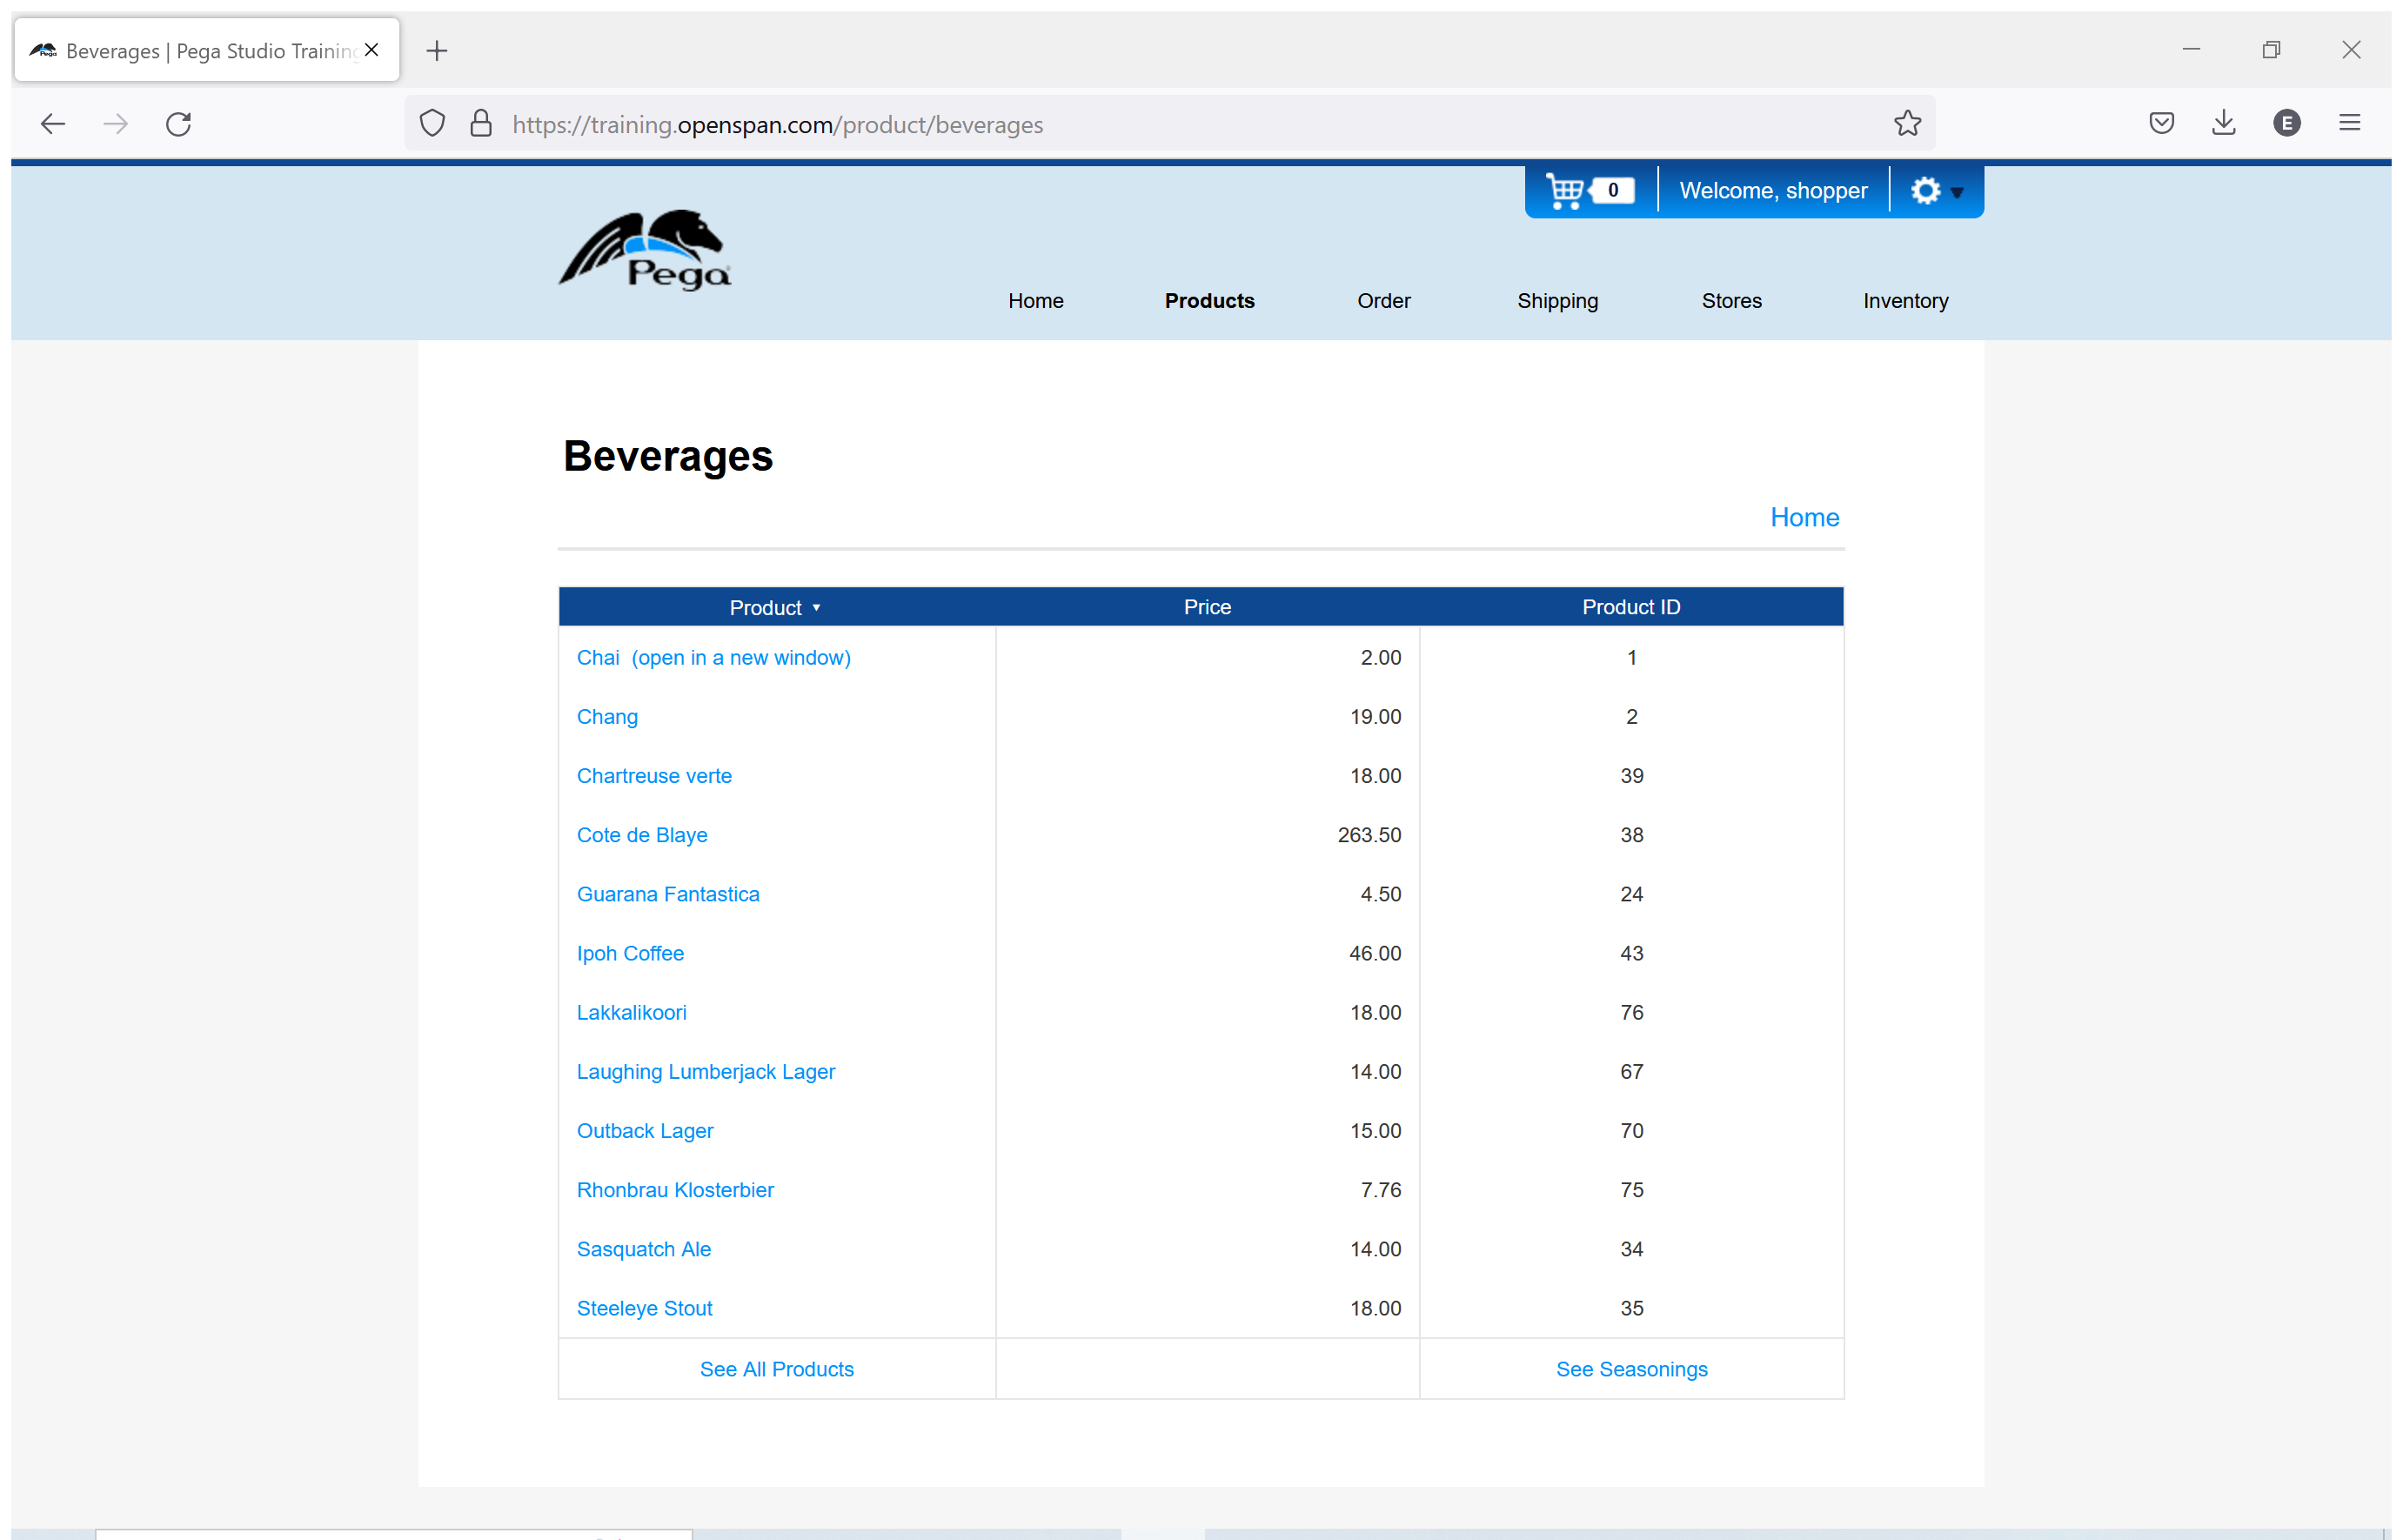 Beverages | Pega Studio Training
https://training.openspan.com/product/beverages
E
0 Welcome, shopper
Pega
Home Products Order Shipping Stores Inventory
Beverages
Home
Product ▼ Price Product ID
Chai (open in a new window) 2.00 1
Chang 19.00 2
Chartreuse verte 18.00 39
Cote de Blaye 263.50 38
Guarana Fantastica 4.50 24
Ipoh Coffee 46.00 43
Lakkalikoori 18.00 76
Laughing Lumberjack Lager 14.00 67
Outback Lager 15.00 70
Rhonbrau Klosterbier 7.76 75
Sasquatch Ale 14.00 34
Steeleye Stout 18.00 35
See All Products See Seasonings